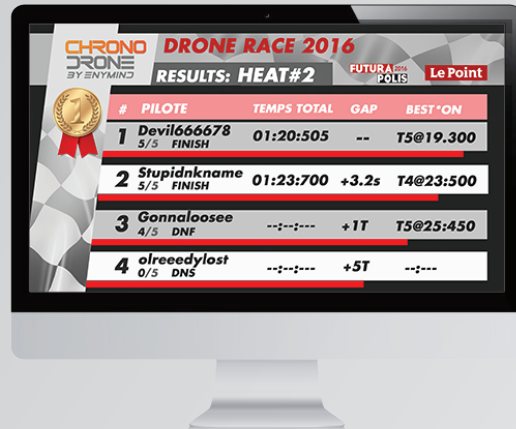 CHRONO
DRONE
BY ENYMIND
DRONE RACE 2016
RESULTS: HEAT#2
FUTURA 2016
POLIS
Le Point
1
# PILOTE TEMPS TOTAL GAP BEST*ON
1 Devil666678 01:20:505 -- T5@19.300
5/5 FINISH
2 Stupidnkname 01:23:700 +3.2s T4@23:500
5/5 FINISH
3 Gonnaloosee --:--:--- +1T T5@25:450
4/5 DNF
4 olreeedylost --:--:--- +5T --:---
0/5 DNS